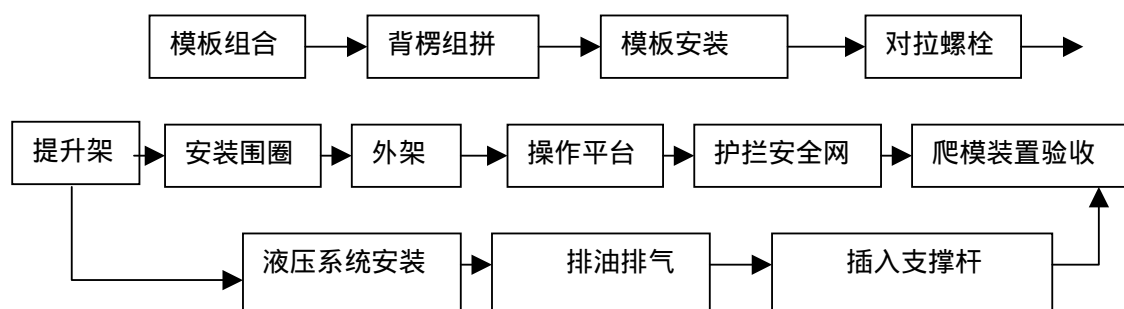 模板组合 背楞组拼 模板安装 对拉螺栓
提升架 安装围圈 外架 操作平台 护拦安全网 爬模装置验收
液压系统安装 排油排气 插入支撑杆